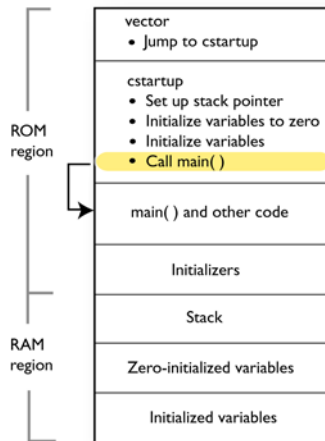 vector
• Jump to cstartup
cstartup
• Set up stack pointer
• Initialize variables to zero
• Initialize variables
• Call main( )
ROM
region
main( ) and other code
Initializers
Stack
RAM
region
Zero-initialized variables
Initialized variables